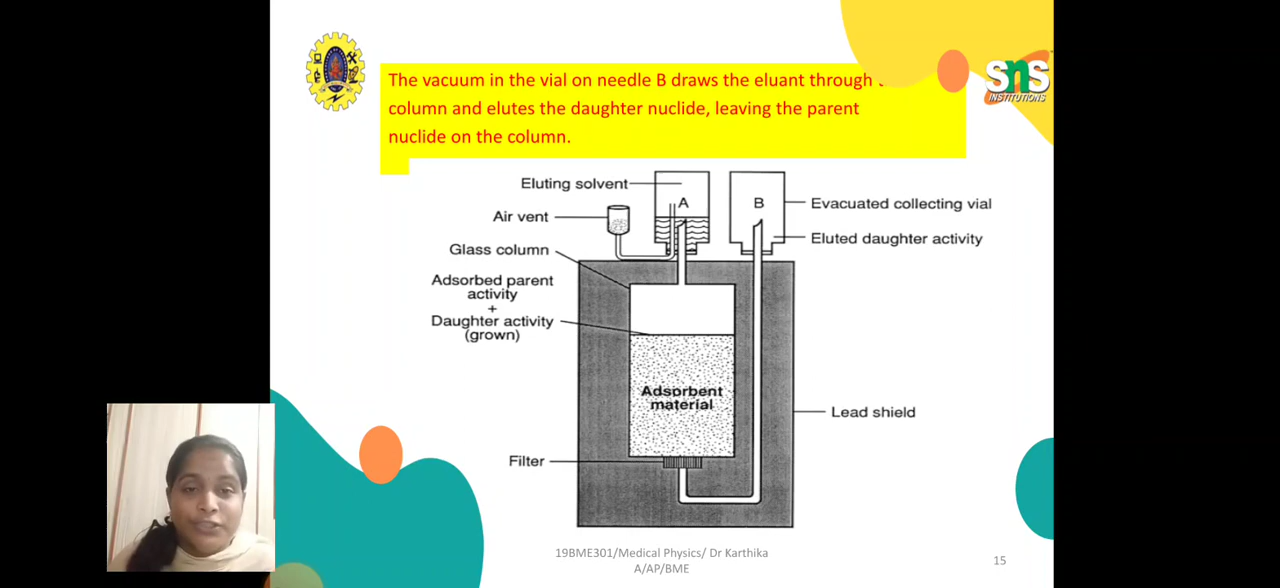 The vacuum in the vial on needle B draws the eluant through
column and elutes the daughter nuclide, leaving the parent
nuclide on the column.
SnS
INSTITUTIONS
Eluting solvent
A
B
Evacuated collecting vial
Air vent
Eluted daughter activity
Glass column
Adsorbed parent
activity
+
Daughter activity
(grown)
Adsorbent
material
Lead shield
Filter
19BME301/Medical Physics/ Dr Karthika
A/AP/BME
15